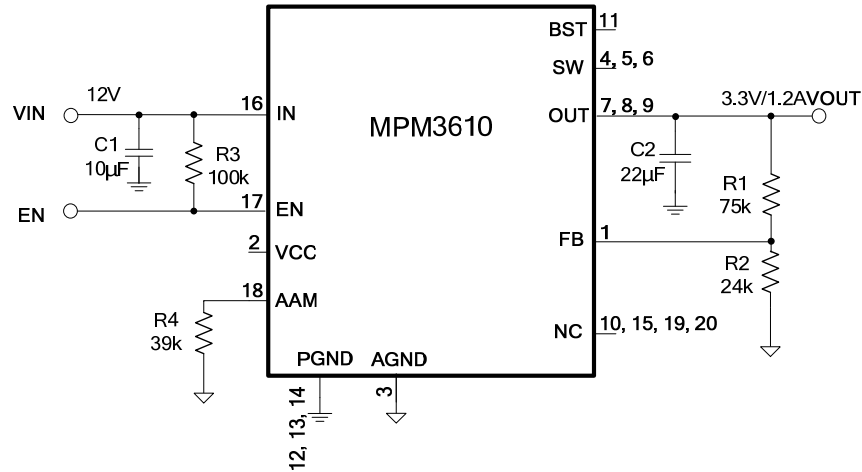 BST 11
SW 4, 5, 6
12V 16 IN MPM3610 OUT 7, 8, 9 3.3V/1.2AVOUT
VIN
C1
10µF
R3
100k
C2
22µF
R1
75k
EN 17 EN
2 VCC
FB 1
R2
24k
18 AAM
R4
39k
NC 10, 15, 19, 20
PGND AGND
12, 13, 14
3